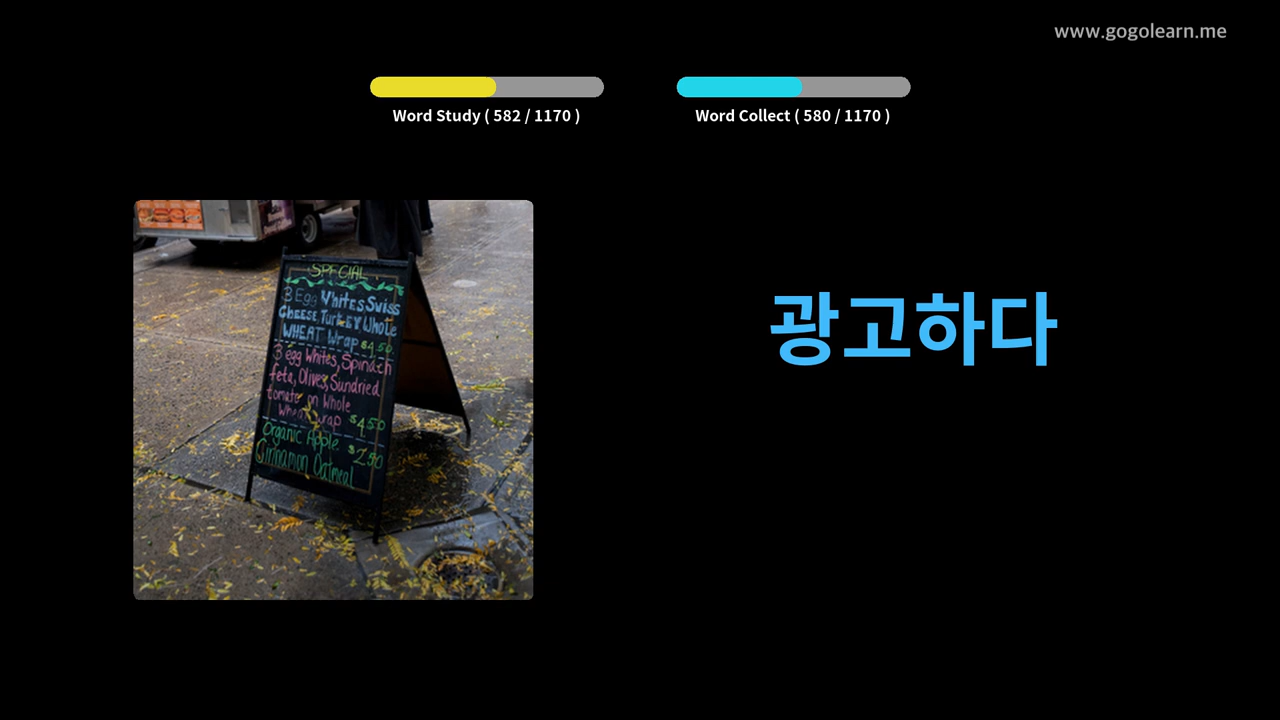 www.gogolearn.me
Word Study ( 582 / 1170 )
Word Collect ( 580 / 1170 )
SPECIAL
3 Egg Whites Swiss
Cheese, Turkey Whole
WHEAT Wrap $4.50
3 egg Whites, Spinach
feta, Olives, Sundried
tomato on Whole
Wheat Wrap $4.50
Organic Apple $2.50
Cinnamon Oatmeal
광고하다